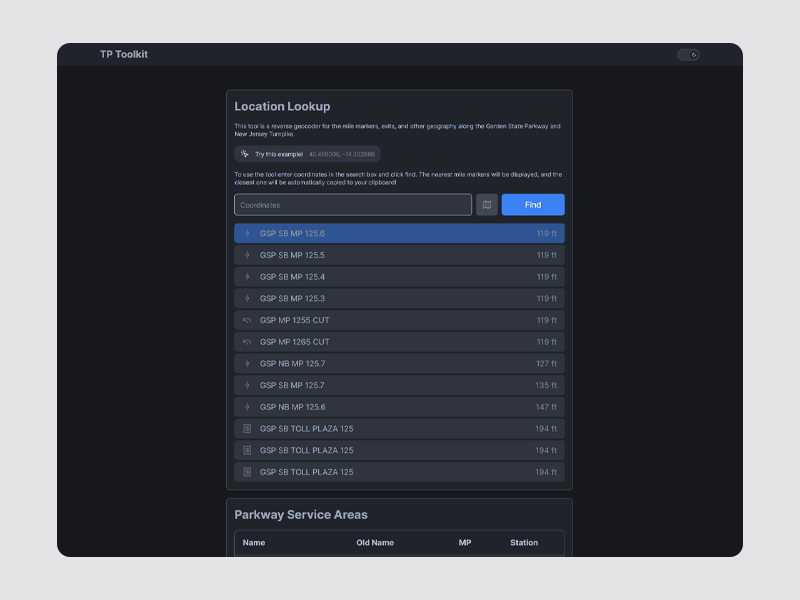 TP Toolkit
Location Lookup
This tool is a reverse geocoder for the mile markers, exits, and other geography along the Garden State Parkway and
New Jersey Turnpike.
Try this example!
To use the tool enter coordinates in the search box and click find. The nearest mile markers will be displayed, and the
closest one will be automatically copied to your clipboard!
Coordinates
Find
GSP SB MP 125.6 119 ft
GSP SB MP 125.5 119 ft
GSP SB MP 125.4 119 ft
GSP SB MP 125.3 119 ft
GSP MP 1255 CUT 119 ft
GSP MP 1265 CUT 119 ft
GSP NB MP 125.7 127 ft
GSP SB MP 125.7 135 ft
GSP NB MP 125.6 147 ft
GSP SB TOLL PLAZA 125 194 ft
GSP SB TOLL PLAZA 125 194 ft
GSP SB TOLL PLAZA 125 194 ft
Parkway Service Areas
Name Old Name MP Station